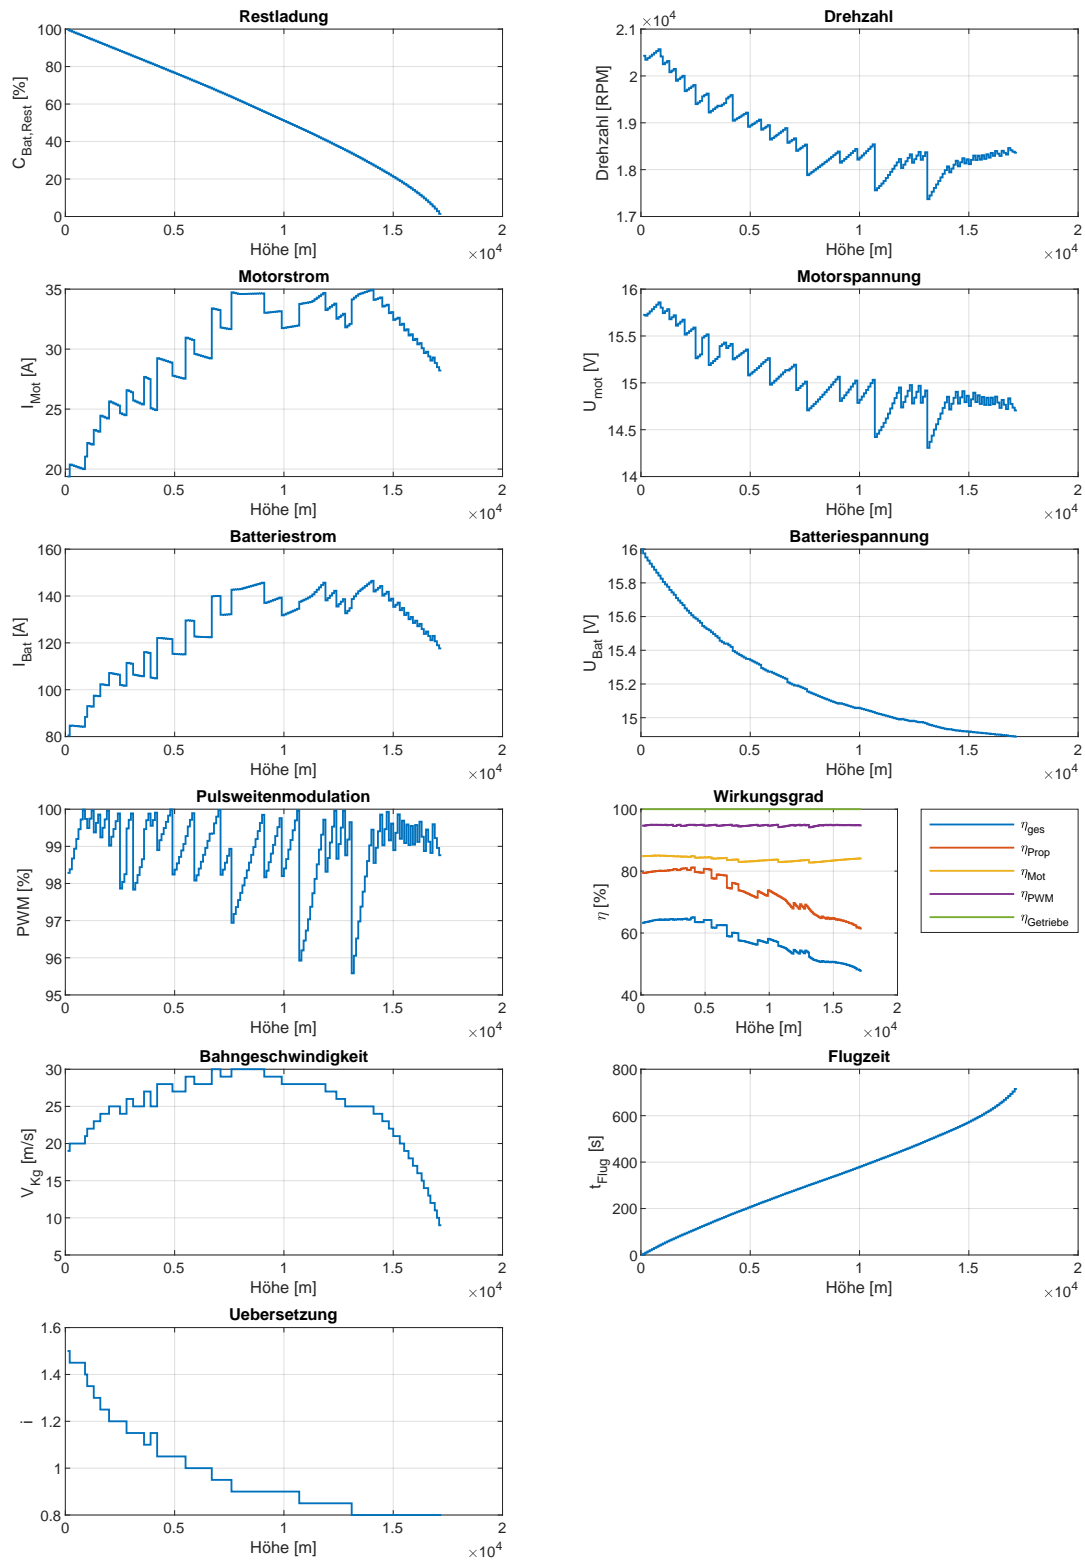 Restladung
100
80
60
40
20
0
C_Bat,Rest [%]
0 0.5 1 1.5 2
Höhe [m]
×10^4
Drehzahl
×10^4
2.1
2
1.9
1.8
1.7
Drehzahl [RPM]
0 0.5 1 1.5 2
Höhe [m]
×10^4
Motorstrom
35
30
25
20
I_Mot [A]
0 0.5 1 1.5 2
Höhe [m]
×10^4
Motorspannung
16
15.5
15
14.5
14
U_mot [V]
0 0.5 1 1.5 2
Höhe [m]
×10^4
Batteriestrom
160
140
120
100
80
I_Bat [A]
0 0.5 1 1.5 2
Höhe [m]
×10^4
Batteriespannung
16
15.8
15.6
15.4
15.2
15
U_Bat [V]
0 0.5 1 1.5 2
Höhe [m]
×10^4
Pulsweitenmodulation
100
99
98
97
96
95
PWM [%]
0 0.5 1 1.5 2
Höhe [m]
×10^4
Wirkungsgrad
100
80
60
40
η [%]
0 0.5 1 1.5 2
Höhe [m]
×10^4
η_ges
η_Prop
η_Mot
η_PWM
η_Getriebe
Bahngeschwindigkeit
30
25
20
15
10
5
V_Kg [m/s]
0 0.5 1 1.5 2
Höhe [m]
×10^4
Flugzeit
800
600
400
200
0
t_Flug [s]
0 0.5 1 1.5 2
Höhe [m]
×10^4
Uebersetzung
1.6
1.4
1.2
1
0.8
i
0 0.5 1 1.5 2
Höhe [m]
×10^4